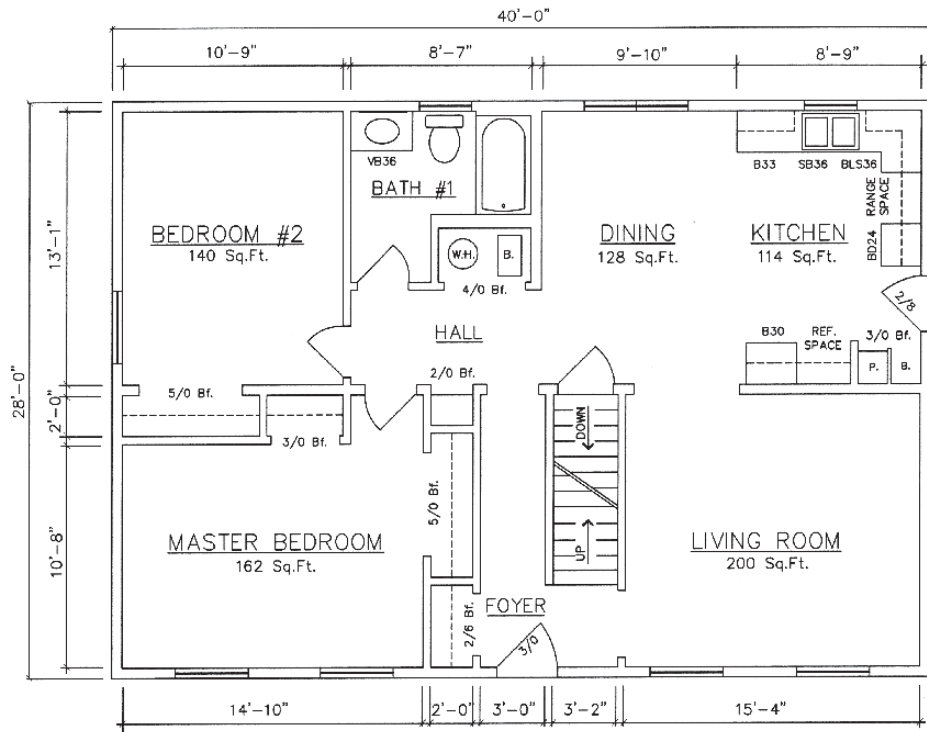 40'-0"
10'-9"
8'-7"
9'-10"
8'-9"
VB36
B33
SB36
BLS36
BATH #1
RANGE
SPACE
BEDROOM #2
140 Sq.Ft.
DINING
128 Sq.Ft.
KITCHEN
114 Sq.Ft.
BD24
13'-1"
W.H.
B.
4/0 Bf.
2/8
HALL
B30
REF.
SPACE
3/0 Bf.
P.
B.
28'-0"
2'-0"
5/0 Bf.
2/0 Bf.
3/0 Bf.
DOWN
5/0 Bf.
10'-8"
MASTER BEDROOM
162 Sq.Ft.
UP
LIVING ROOM
200 Sq.Ft.
FOYER
2/6 Bf.
3/0
14'-10"
2'-0"
3'-0"
3'-2"
15'-4"